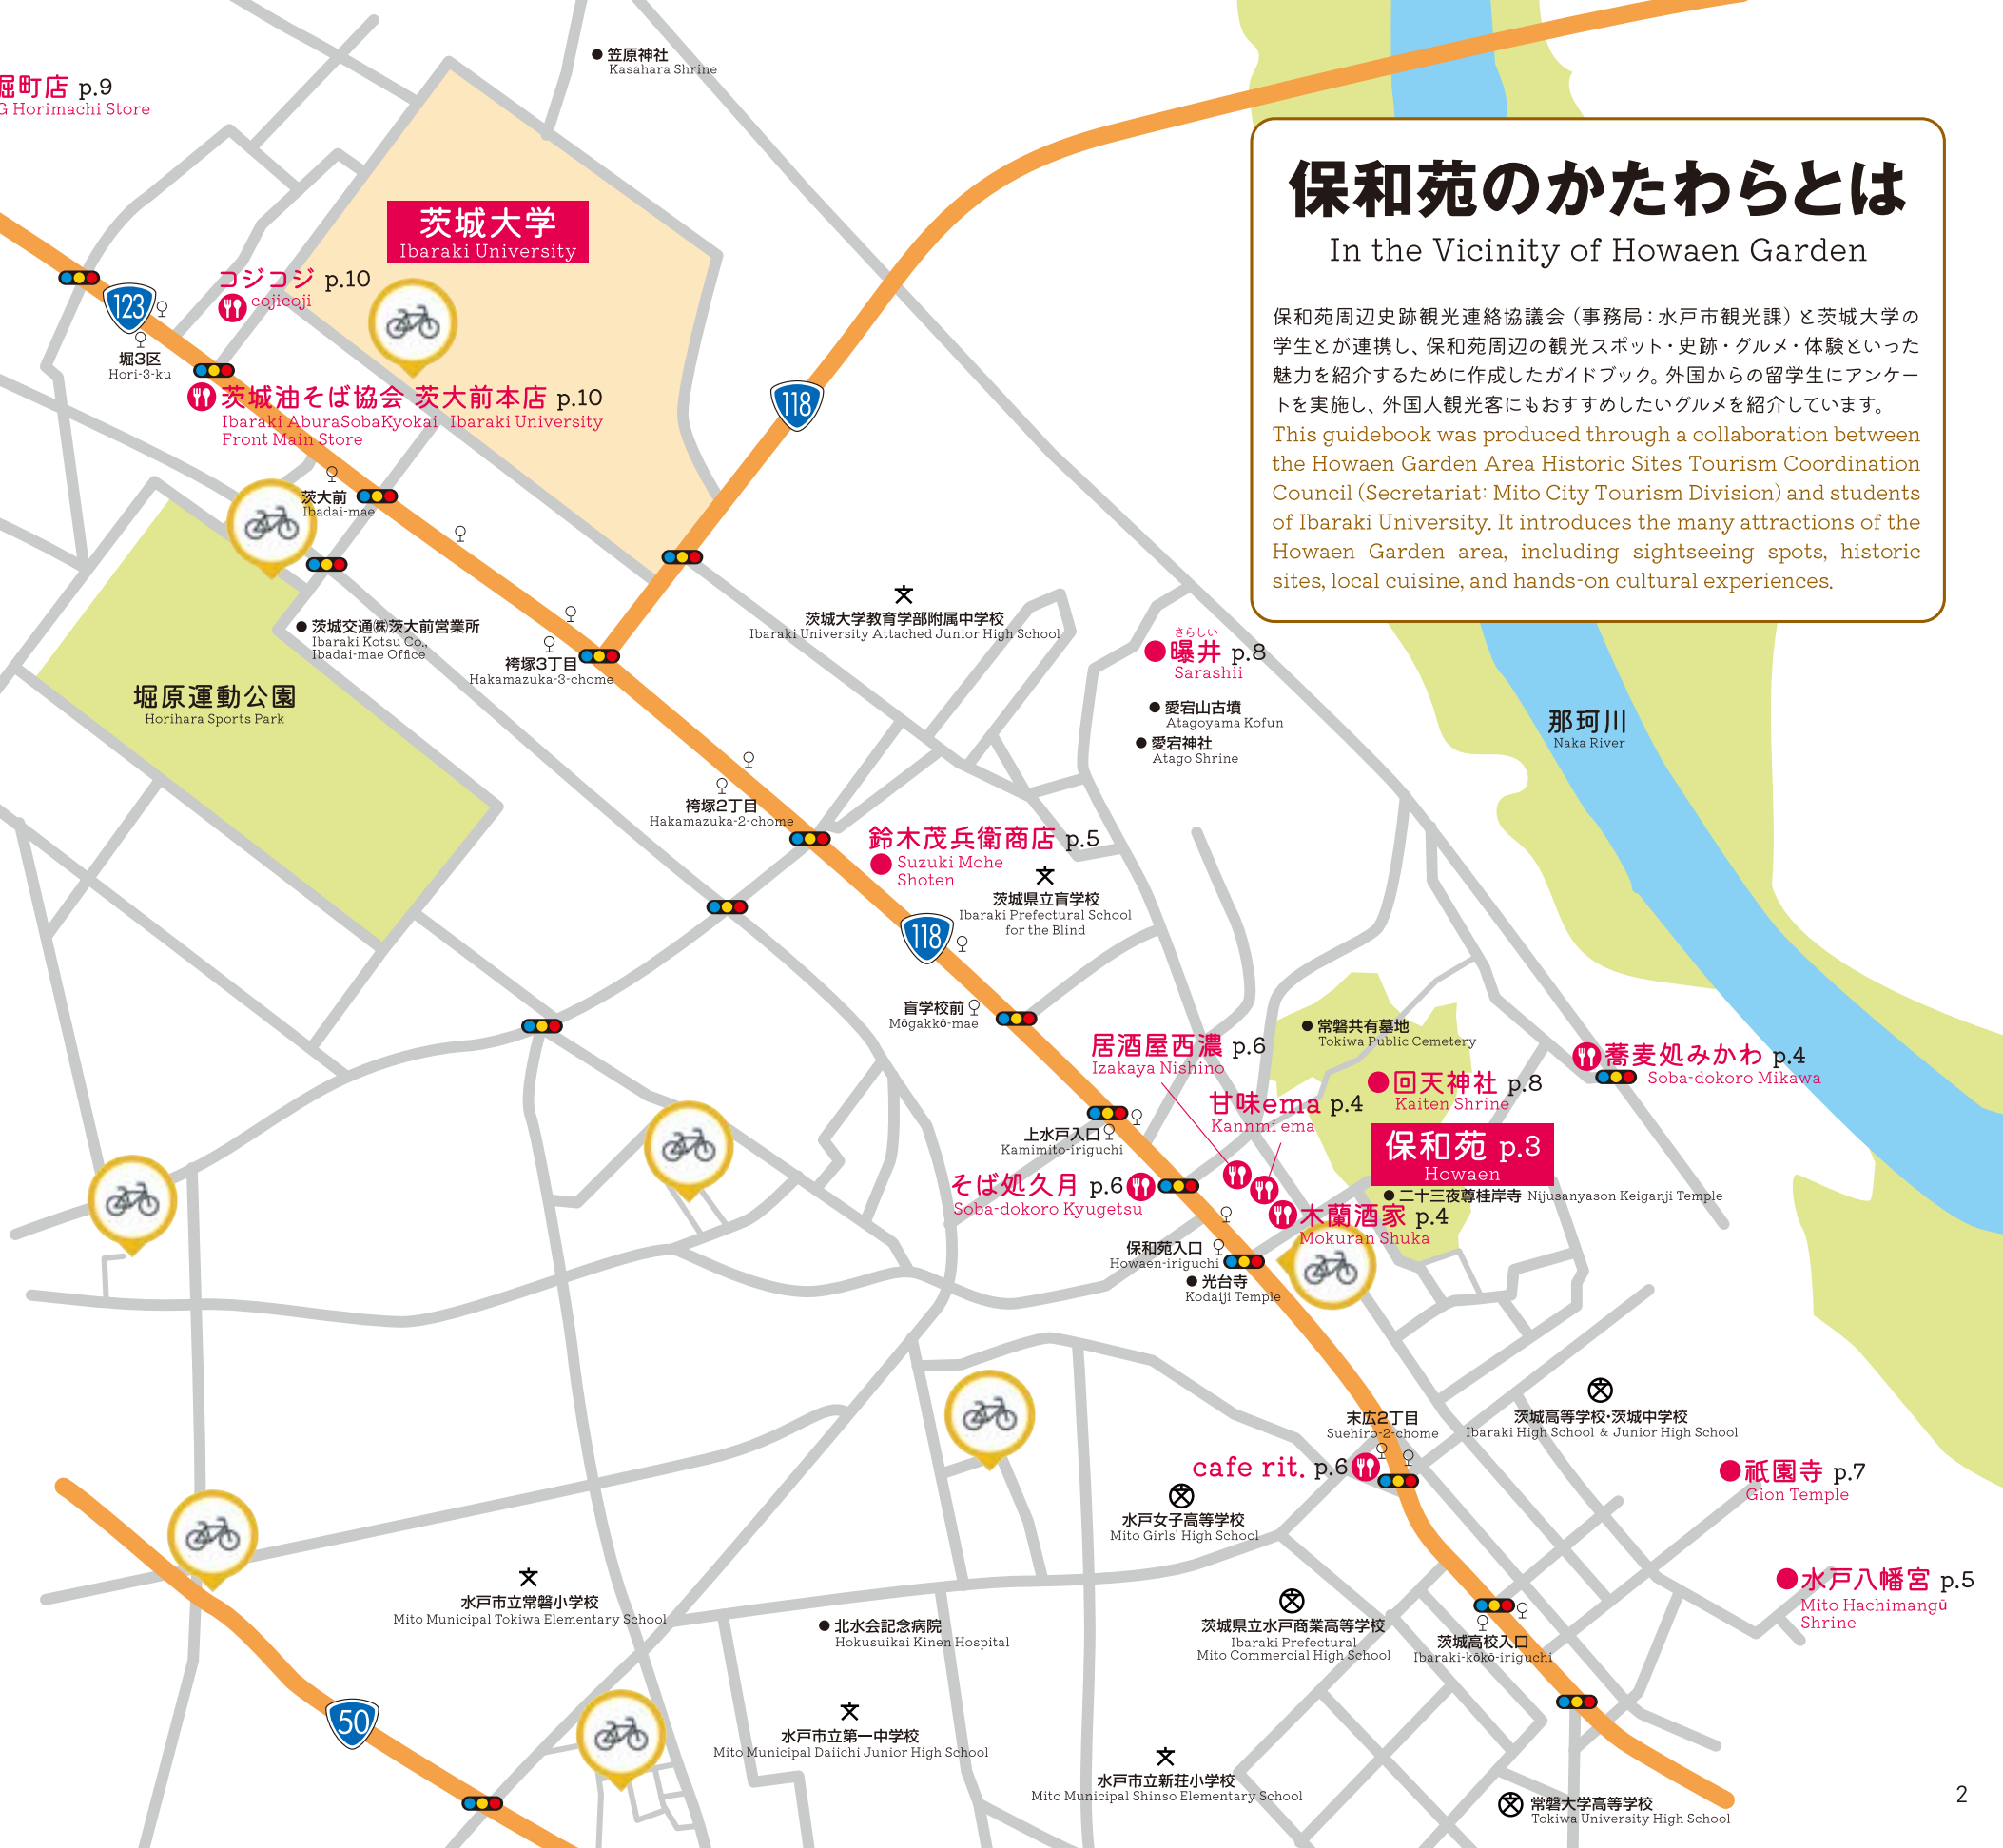 笠原神社
Kasahara Shrine
堀町店 p.9
G Horimachi Store
保和苑のかたわらとは
In the Vicinity of Howaen Garden
保和苑周辺史跡観光連絡協議会（事務局：水戸市観光課）と茨城大学の
学生とが連携し、保和苑周辺の観光スポット・史跡・グルメ・体験といった
魅力を紹介するために作成したガイドブック。外国からの留学生にアンケー
トを実施し、外国人観光客にもおすすめしたいグルメを紹介しています。
This guidebook was produced through a collaboration between
the Howaen Garden Area Historic Sites Tourism Coordination
Council (Secretariat: Mito City Tourism Division) and students
of Ibaraki University. It introduces the many attractions of the
Howaen Garden area, including sightseeing spots, historic
sites, local cuisine, and hands-on cultural experiences.
茨城大学
Ibaraki University
コジコジ p.10
cojicoji
123
堀3区
Hori-3-ku
茨城油そば協会 茨大前本店 p.10
Ibaraki AburaSobaKyokai Ibaraki University
Front Main Store
118
茨大前
Ibadai-mae
茨城交通㈱茨大前営業所
Ibaraki Kotsu Co.,
Ibadai-mae Office
袴塚3丁目
Hakamazuka-3-chome
茨城大学教育学部附属中学校
Ibaraki University Attached Junior High School
さらしい
曝井 p.8
Sarashii
愛宕山古墳
Atagoyama Kofun
愛宕神社
Atago Shrine
那珂川
Naka River
堀原運動公園
Horihara Sports Park
袴塚2丁目
Hakamazuka-2-chome
鈴木茂兵衛商店 p.5
Suzuki Mohe
Shoten
茨城県立盲学校
Ibaraki Prefectural School
for the Blind
118
盲学校前
Mōgakkō-mae
居酒屋西濃 p.6
Izakaya Nishino
常磐共有墓地
Tokiwa Public Cemetery
蕎麦処みかわ p.4
Soba-dokoro Mikawa
回天神社 p.8
Kaiten Shrine
甘味ema p.4
Kannmi ema
上水戸入口
Kamimito-iriguchi
保和苑 p.3
Howaen
そば処久月 p.6
Soba-dokoro Kyugetsu
二十三夜尊桂岸寺 Nijusanyason Keiganji Temple
木蘭酒家 p.4
Mokuran Shuka
保和苑入口
Howaen-iriguchi
光台寺
Kodaiji Temple
末広2丁目
Suehiro-2-chome
茨城高等学校・茨城中学校
Ibaraki High School & Junior High School
cafe rit. p.6
祇園寺 p.7
Gion Temple
水戸女子高等学校
Mito Girls' High School
水戸八幡宮 p.5
Mito Hachimangū
Shrine
水戸市立常磐小学校
Mito Municipal Tokiwa Elementary School
北水会記念病院
Hokusuikai Kinen Hospital
茨城県立水戸商業高等学校
Ibaraki Prefectural
Mito Commercial High School
茨城高校入口
Ibaraki-kōkō-iriguchi
50
水戸市立第一中学校
Mito Municipal Daiichi Junior High School
水戸市立新荘小学校
Mito Municipal Shinso Elementary School
常磐大学高等学校
Tokiwa University High School
2